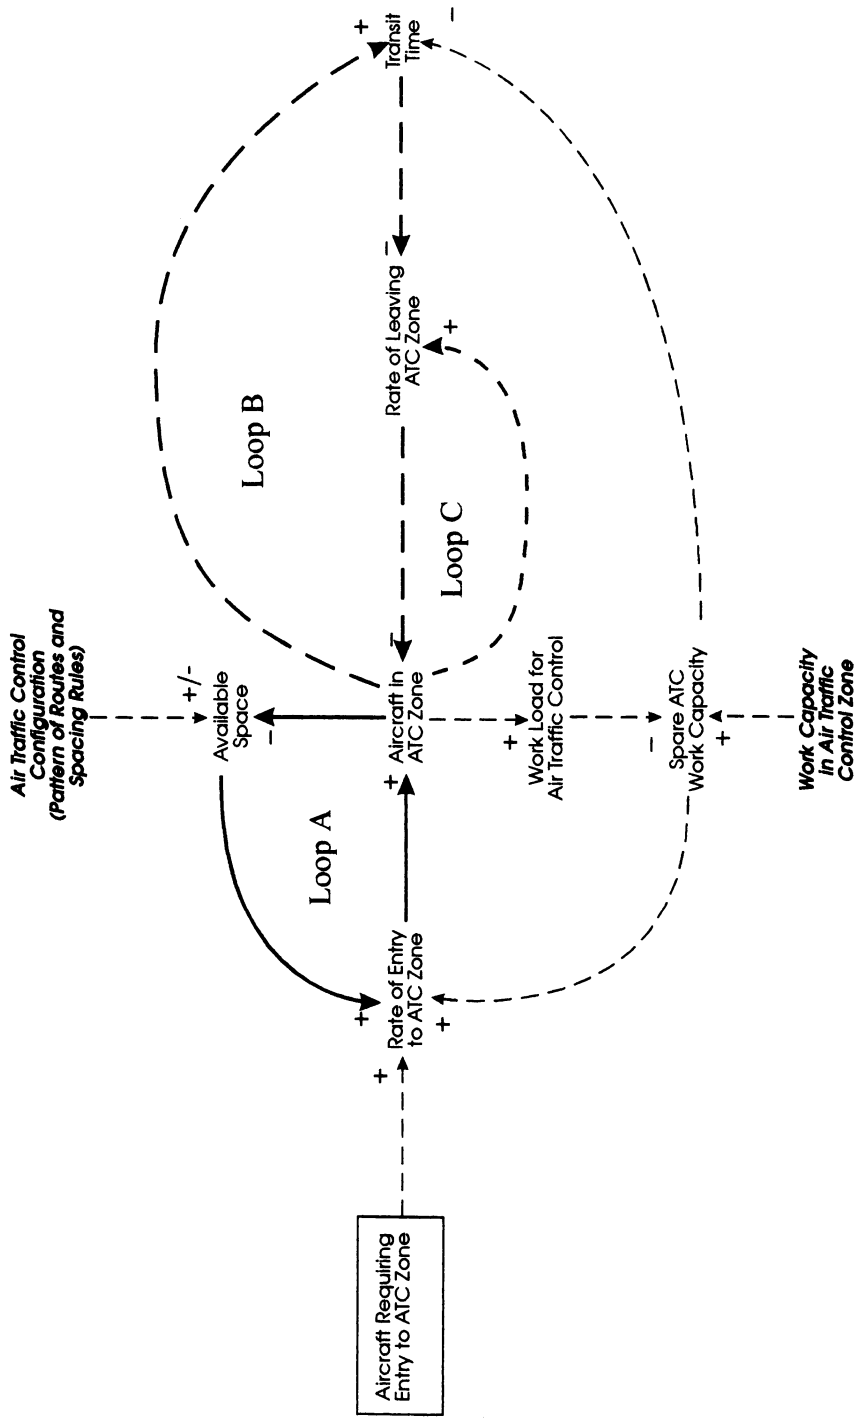 Air Traffic Control
Configuration
(Pattern of Routes and
Spacing Rules)
+/-
Available
Space
−
+
Loop A
Loop B
+
Transit
Time
−
Aircraft Requiring
Entry to ATC Zone
+
Rate of Entry
to ATC Zone
+
+
Aircraft in
ATC Zone
−
Rate of Leaving
ATC Zone
−
+
Loop C
+
Work Load for
Air Traffic Control
−
Spare ATC
Work Capacity
+
Work Capacity
in Air Traffic
Control Zone